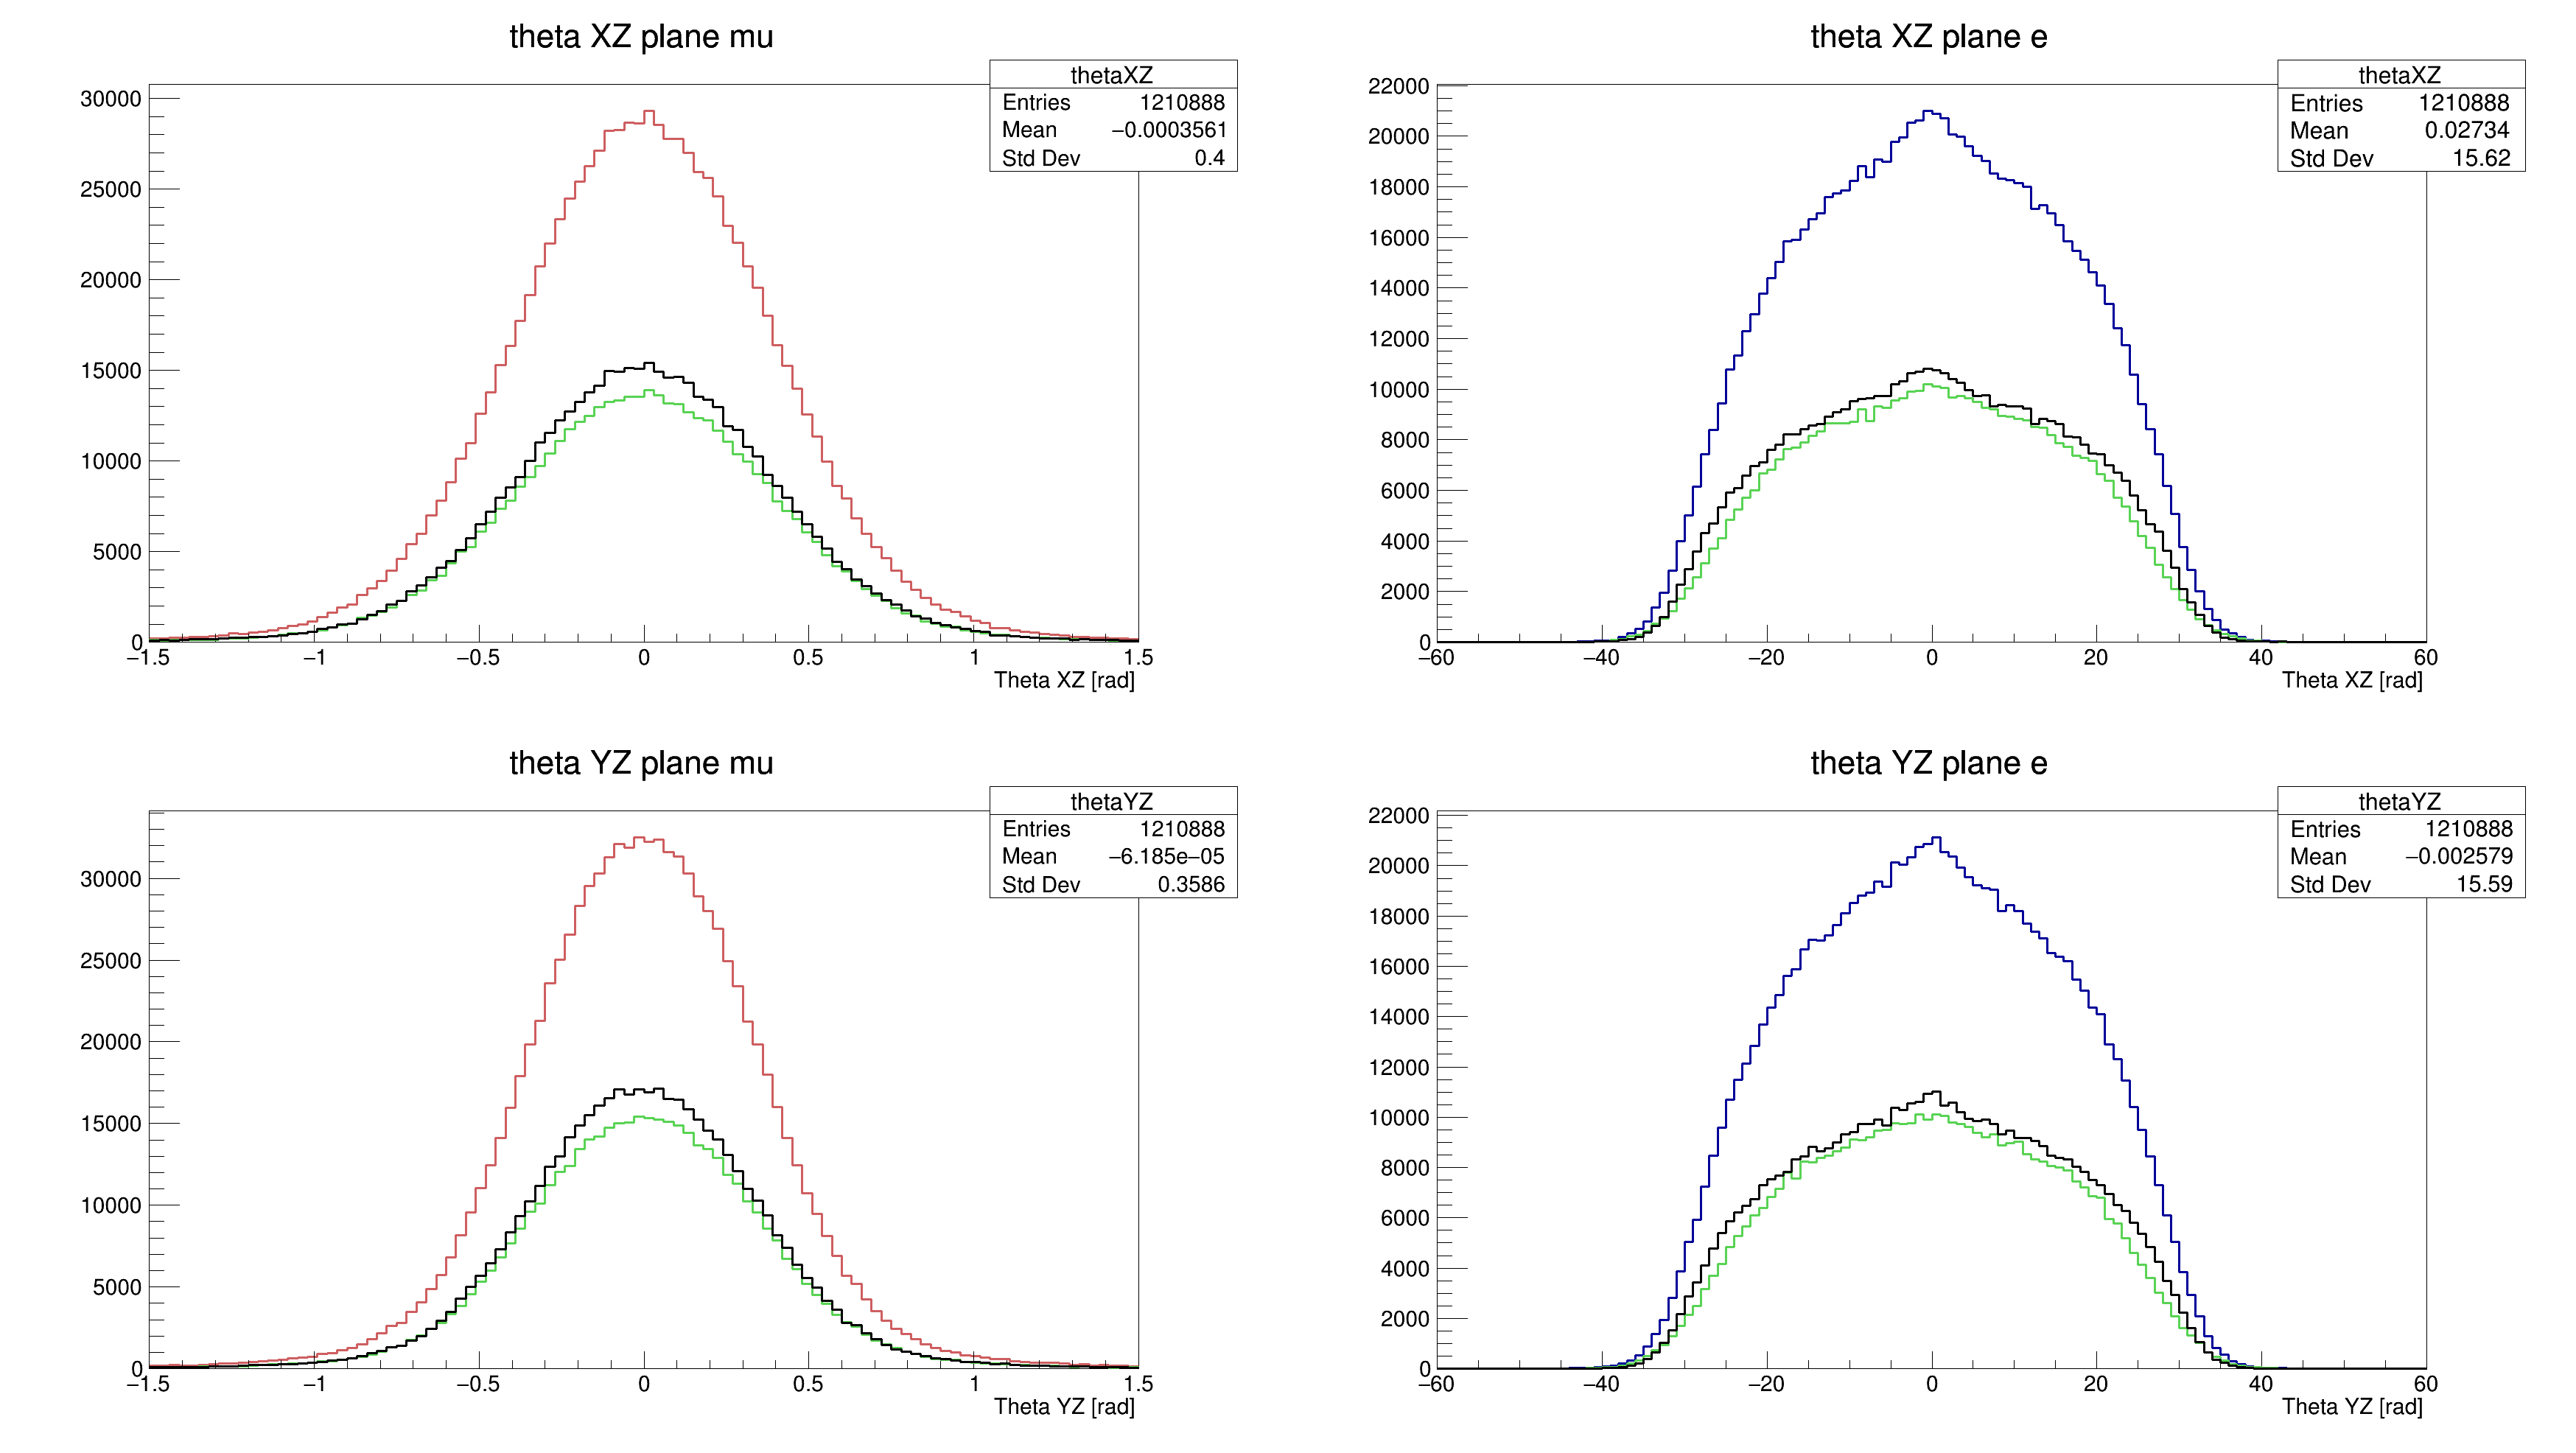 theta XZ plane mu
thetaXZ
Entries 1210888
Mean −0.0003561
Std Dev 0.4
30000
25000
20000
15000
10000
5000
0
−1.5 −1 −0.5 0 0.5 1 1.5
Theta XZ [rad]
theta XZ plane e
thetaXZ
Entries 1210888
Mean 0.02734
Std Dev 15.62
22000
20000
18000
16000
14000
12000
10000
8000
6000
4000
2000
0
−60 −40 −20 0 20 40 60
Theta XZ [rad]
theta YZ plane mu
thetaYZ
Entries 1210888
Mean −6.185e−05
Std Dev 0.3586
30000
25000
20000
15000
10000
5000
0
−1.5 −1 −0.5 0 0.5 1 1.5
Theta YZ [rad]
theta YZ plane e
thetaYZ
Entries 1210888
Mean −0.002579
Std Dev 15.59
22000
20000
18000
16000
14000
12000
10000
8000
6000
4000
2000
0
−60 −40 −20 0 20 40 60
Theta YZ [rad]